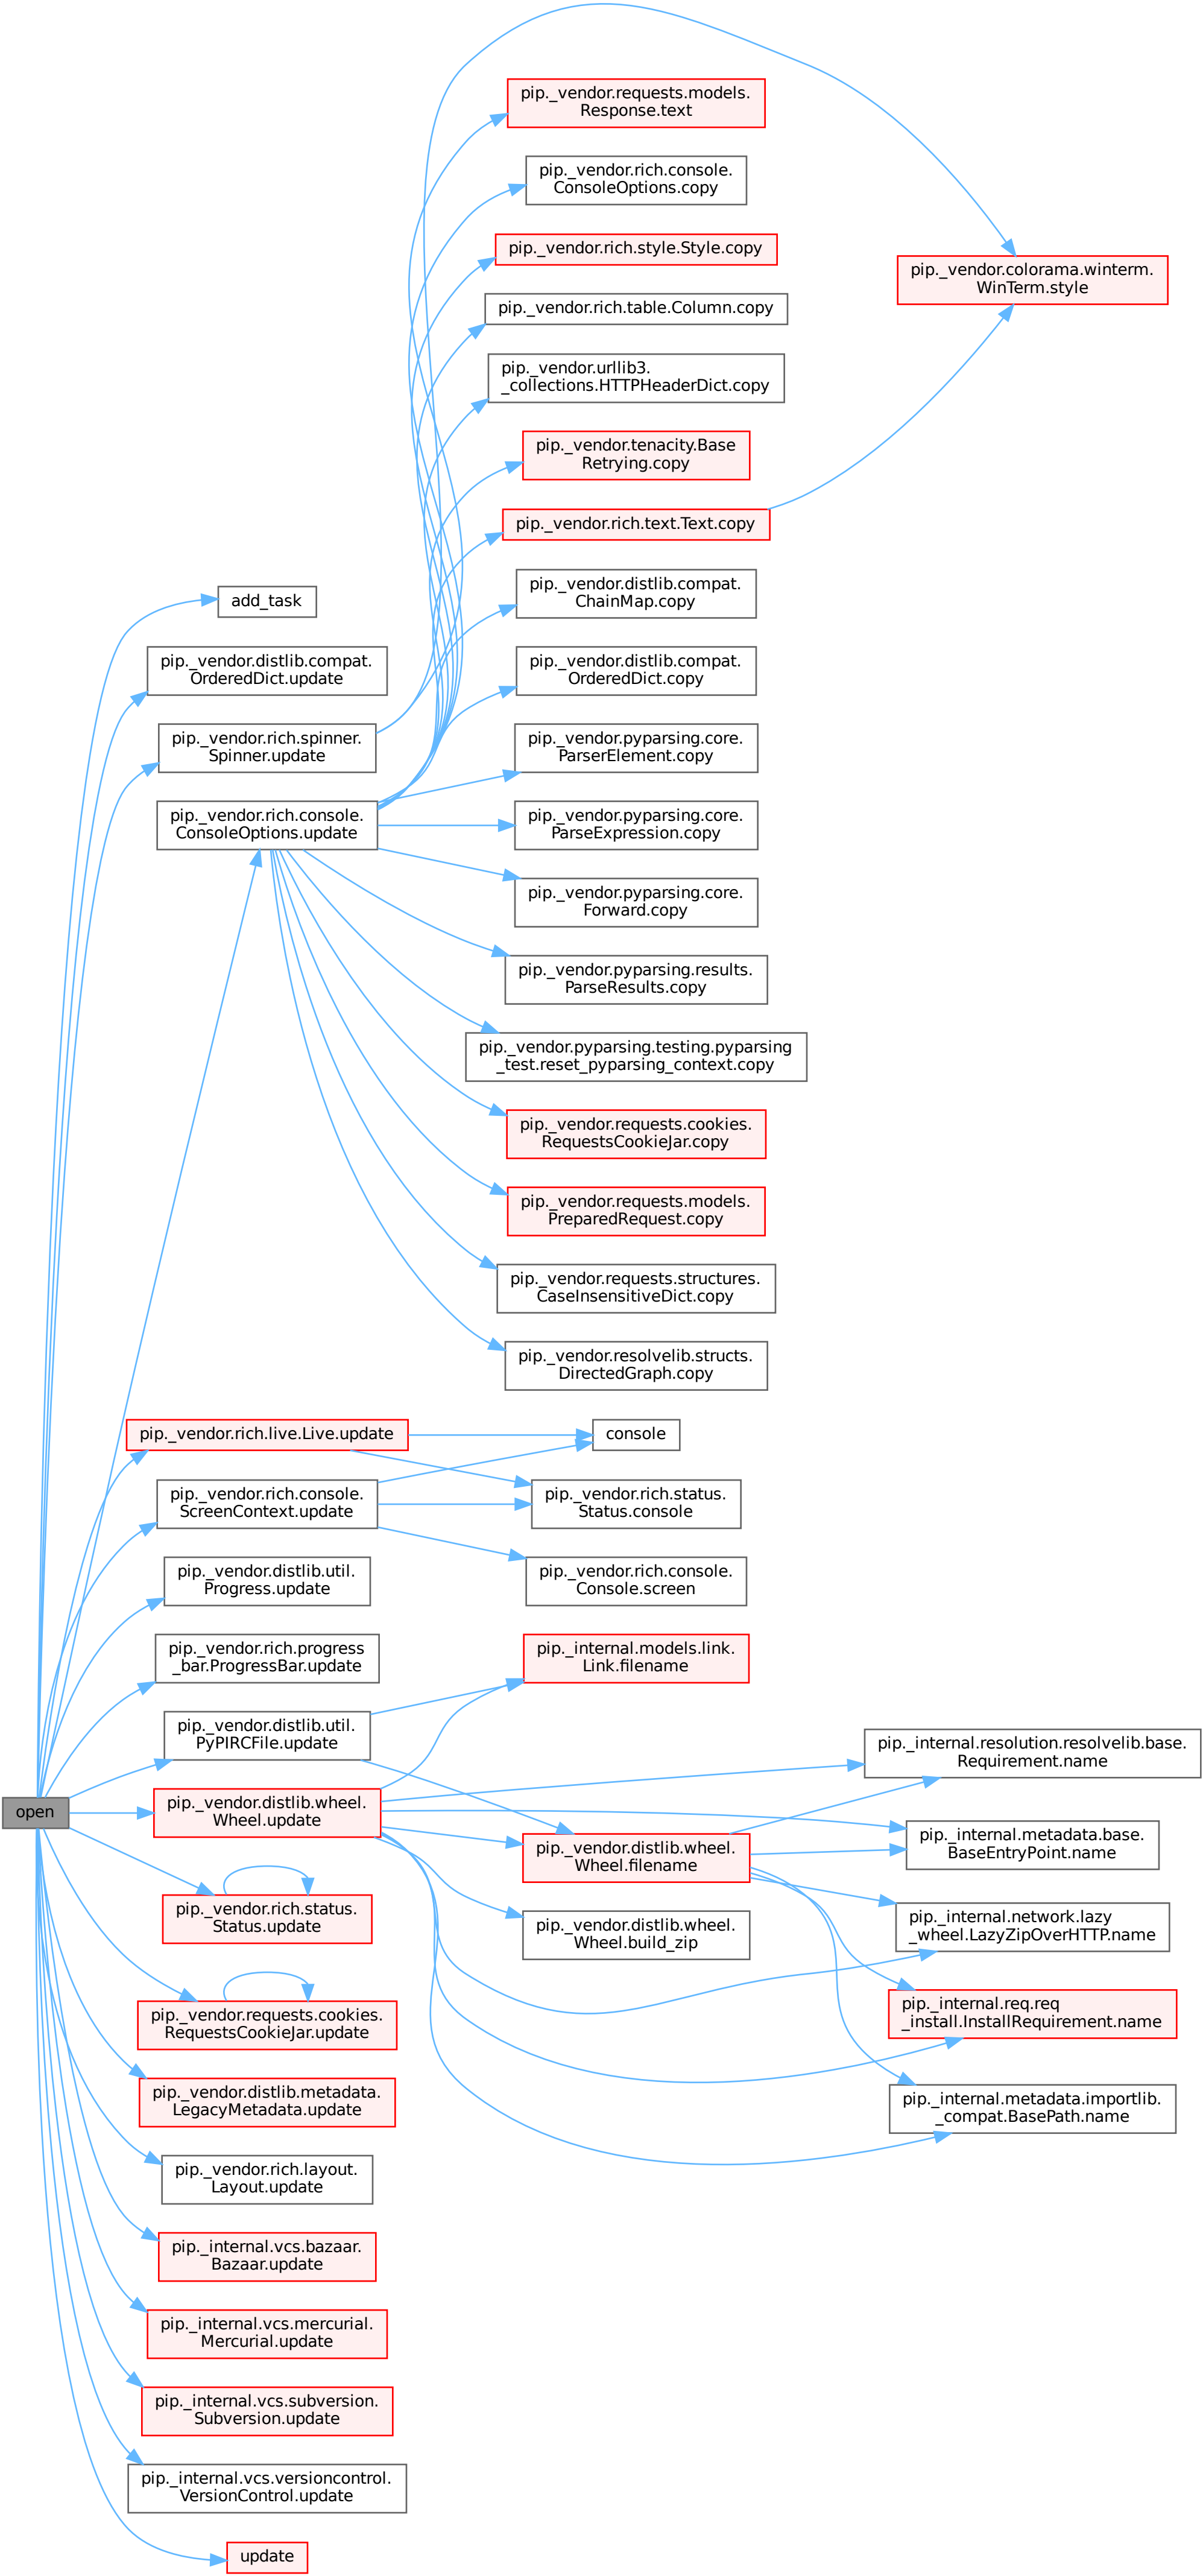 pip._vendor.requests.models.
Response.text
pip._vendor.rich.console.
ConsoleOptions.copy
pip._vendor.rich.style.Style.copy
pip._vendor.colorama.winterm.
WinTerm.style
pip._vendor.rich.table.Column.copy
pip._vendor.urllib3.
_collections.HTTPHeaderDict.copy
pip._vendor.tenacity.Base
Retrying.copy
pip._vendor.rich.text.Text.copy
pip._vendor.distlib.compat.
ChainMap.copy
add_task
pip._vendor.distlib.compat.
OrderedDict.update
pip._vendor.distlib.compat.
OrderedDict.copy
pip._vendor.rich.spinner.
Spinner.update
pip._vendor.pyparsing.core.
ParserElement.copy
pip._vendor.rich.console.
ConsoleOptions.update
pip._vendor.pyparsing.core.
ParseExpression.copy
pip._vendor.pyparsing.core.
Forward.copy
pip._vendor.pyparsing.results.
ParseResults.copy
pip._vendor.pyparsing.testing.pyparsing
_test.reset_pyparsing_context.copy
pip._vendor.requests.cookies.
RequestsCookieJar.copy
pip._vendor.requests.models.
PreparedRequest.copy
pip._vendor.requests.structures.
CaseInsensitiveDict.copy
pip._vendor.resolvelib.structs.
DirectedGraph.copy
pip._vendor.rich.live.Live.update
console
pip._vendor.rich.console.
ScreenContext.update
pip._vendor.rich.status.
Status.console
pip._vendor.distlib.util.
Progress.update
pip._vendor.rich.console.
Console.screen
pip._vendor.rich.progress
_bar.ProgressBar.update
pip._internal.models.link.
Link.filename
pip._vendor.distlib.util.
PyPIRCFile.update
pip._internal.resolution.resolvelib.base.
Requirement.name
open
pip._vendor.distlib.wheel.
Wheel.update
pip._vendor.distlib.wheel.
Wheel.filename
pip._internal.metadata.base.
BaseEntryPoint.name
pip._vendor.rich.status.
Status.update
pip._vendor.distlib.wheel.
Wheel.build_zip
pip._internal.network.lazy
_wheel.LazyZipOverHTTP.name
pip._vendor.requests.cookies.
RequestsCookieJar.update
pip._internal.req.req
_install.InstallRequirement.name
pip._vendor.distlib.metadata.
LegacyMetadata.update
pip._internal.metadata.importlib.
_compat.BasePath.name
pip._vendor.rich.layout.
Layout.update
pip._internal.vcs.bazaar.
Bazaar.update
pip._internal.vcs.mercurial.
Mercurial.update
pip._internal.vcs.subversion.
Subversion.update
pip._internal.vcs.versioncontrol.
VersionControl.update
update